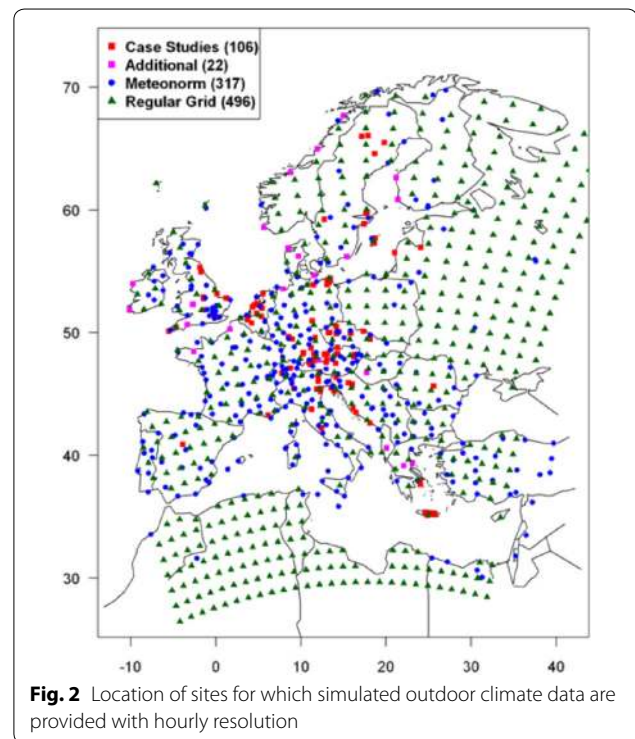 Case Studies (106)
Additional (22)
Meteonorm (317)
Regular Grid (496)
70
60
50
40
30
-10 0 10 20 30 40
Fig. 2 Location of sites for which simulated outdoor climate data are
provided with hourly resolution